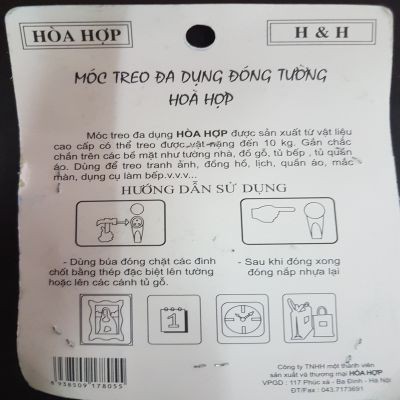 HÒA HỢP
H & H
MÓC TREO ĐA DỤNG ĐÓNG TƯỜNG
HOÀ HỢP
Móc treo đa dụng HÒA HỢP được sản xuất từ vật liệu
cao cấp có thể treo được vật nặng đến 10 kg. Gắn chắc
chắn trên các bề mặt như tường nhà, đố gỗ, tủ bếp , tủ quần
áo. Dùng để treo tranh ảnh, đồng hồ, lịch, quần áo, mắc
màn, dụng cụ làm bếp.v.v...
HƯỚNG DẪN SỬ DỤNG
- Dùng búa đóng chặt các đinh
chốt bằng thép đặc biệt lên tường
hoặc lên các cánh tủ gỗ.
- Sau khi đóng xong
đóng nắp nhựa lại
1
8938509178055
Công ty TNHH một thành viên
sản xuất và thương mại HÒA HỢP
VPGD : 117 Phúc xá - Ba Đình - Hà Nội
ĐT/Fax : 043.7173691